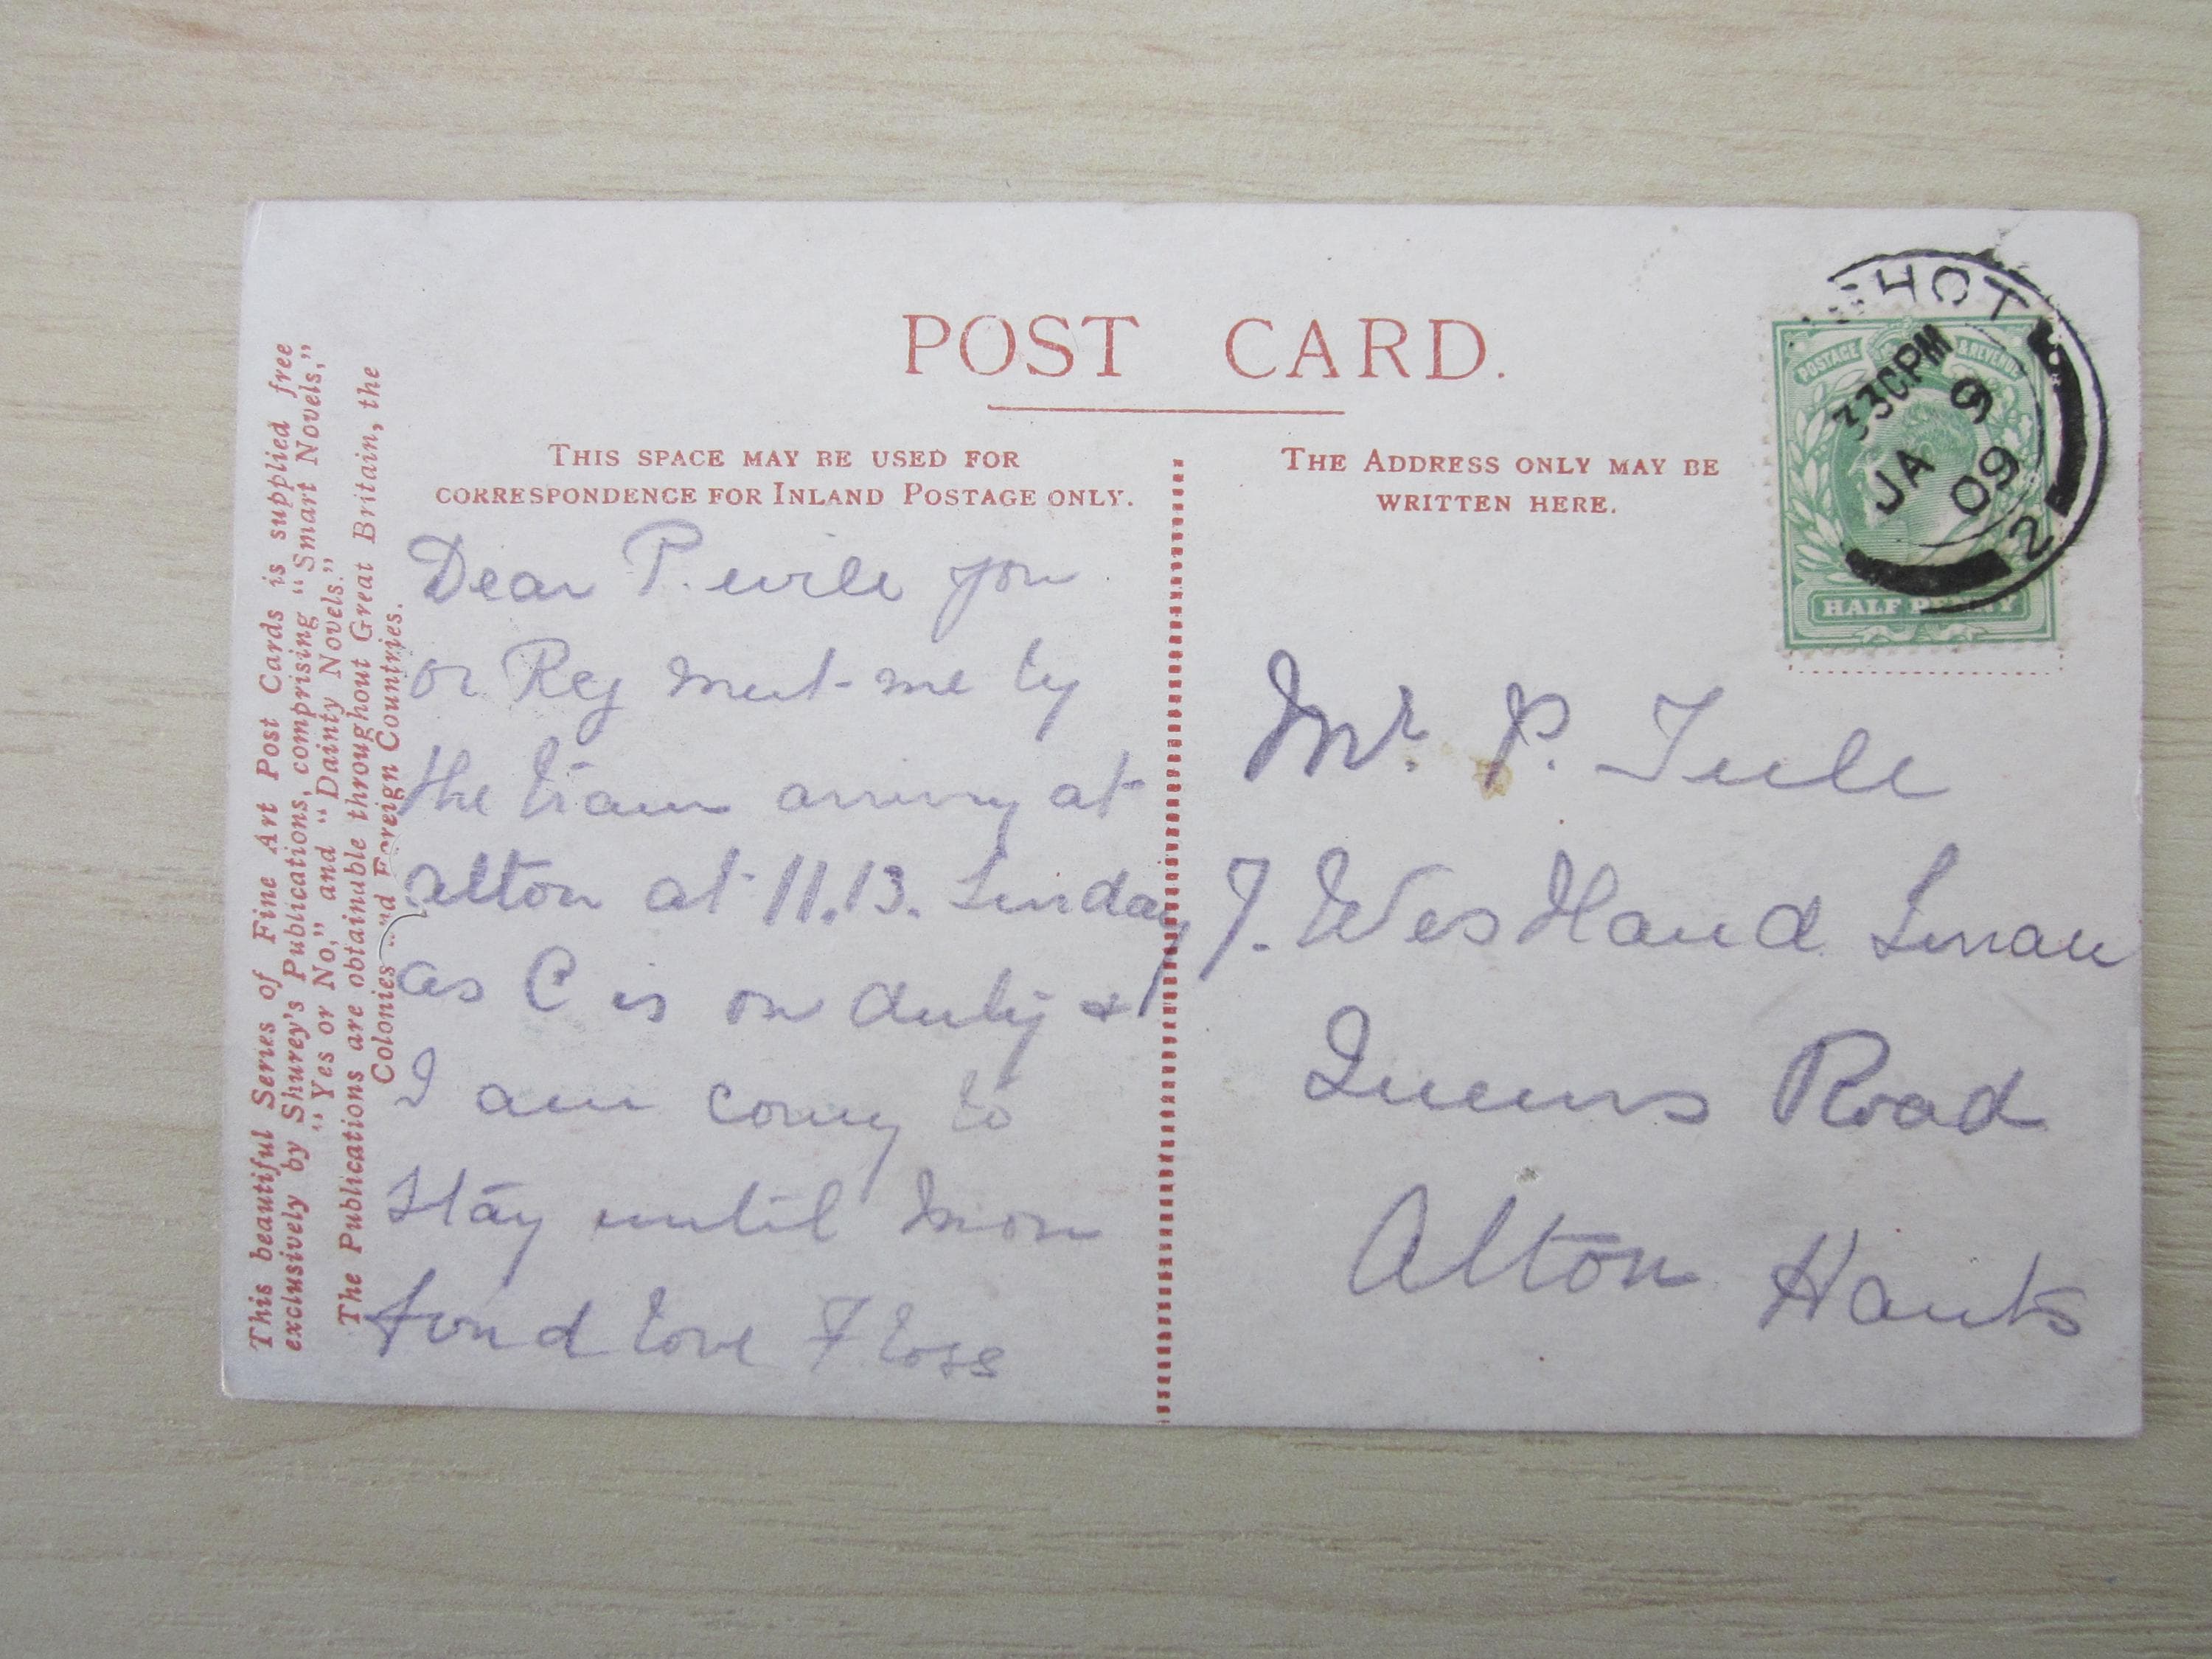 POST CARD.
THIS SPACE MAY BE USED FOR
CORRESPONDENCE FOR INLAND POSTAGE ONLY.
THE ADDRESS ONLY MAY BE
WRITTEN HERE.
This beautiful Series of Fine Art Post Cards is supplied free
exclusively by Shurey's Publications, comprising "Smart Novels,"
"Yes or No," and "Dainty Novels."
The Publications are obtainable throughout Great Britain, the
Colonies and Foreign Countries.
Dear P. will you
or Reg meet me by
the train arriving at
alton at 11.13. Sunday
as C is on duty &
I am coming to
stay until Mon
fond love Floss
Mr. P.
7. Westland
Queens Road
Alton Hants
POSTAGE & REVENUE
HALF PENNY
SHOT
3 30 PM
JA 9
09
2